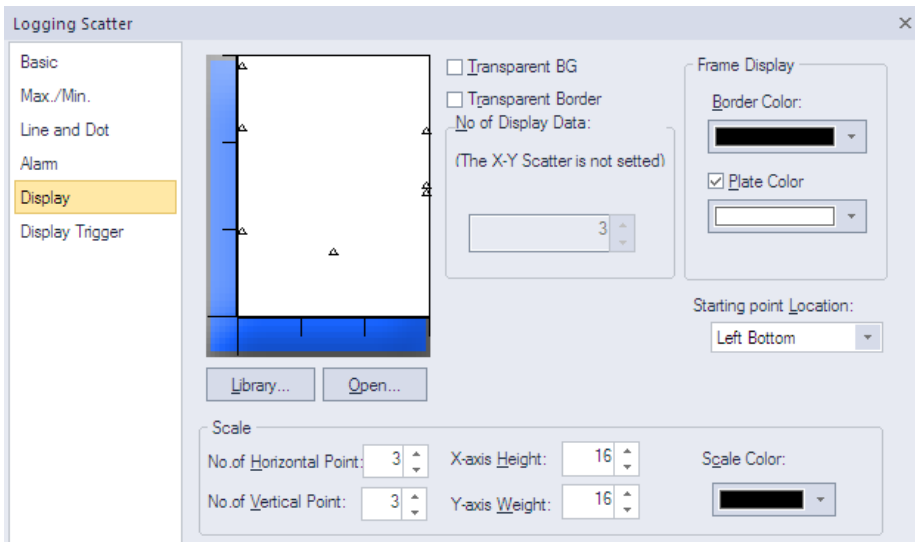 Logging Scatter
Basic
Max./Min.
Line and Dot
Alarm
Display
Display Trigger
Transparent BG
Transparent Border
No of Display Data:
(The X-Y Scatter is not setted)
3
Frame Display
Border Color:
Plate Color
Starting point Location:
Left Bottom
Library...
Open...
Scale
No.of Horizontal Point: 3
X-axis Height: 16
Scale Color:
No.of Vertical Point: 3
Y-axis Weight: 16